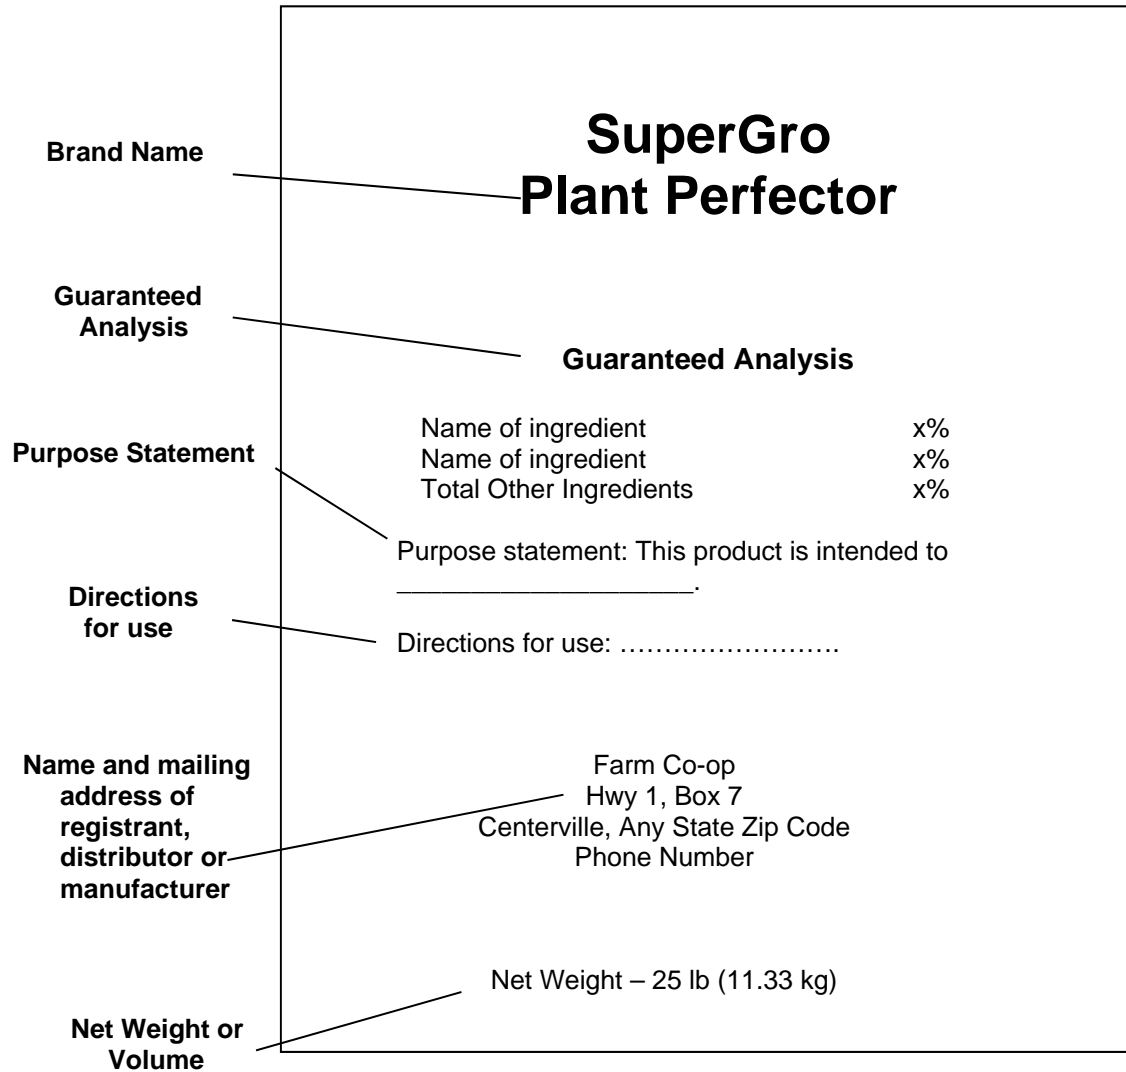 Brand Name
SuperGro
Plant Perfector
Guaranteed
Analysis
Guaranteed Analysis
Name of ingredient x%
Name of ingredient x%
Total Other Ingredients x%
Purpose Statement
Purpose statement: This product is intended to
____________________.
Directions
for use
Directions for use: …………………….
Name and mailing
address of
registrant,
distributor or
manufacturer
Farm Co-op
Hwy 1, Box 7
Centerville, Any State Zip Code
Phone Number
Net Weight – 25 lb (11.33 kg)
Net Weight or
Volume